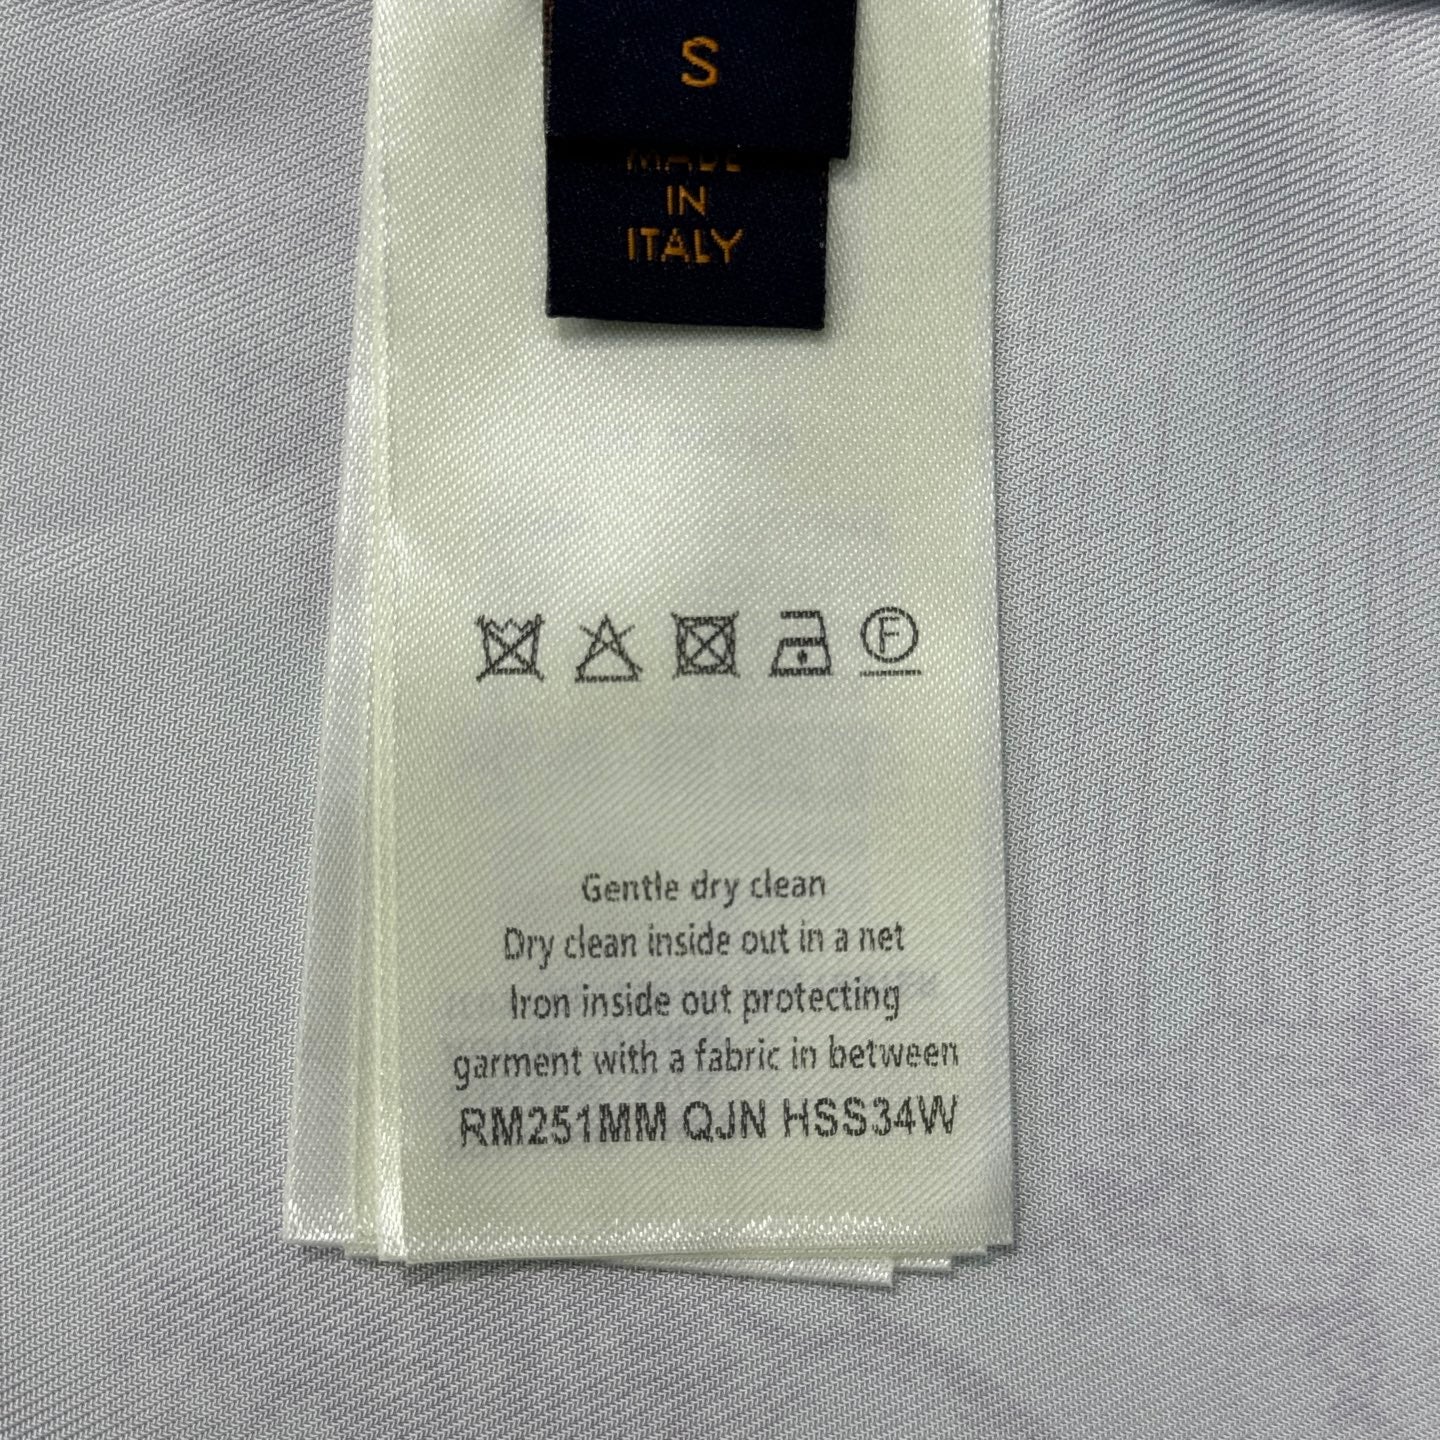 S
MADE
IN
ITALY
F
Gentle dry clean
Dry clean inside out in a net
Iron inside out protecting
garment with a fabric in between
RM251MM QJN HSS34W